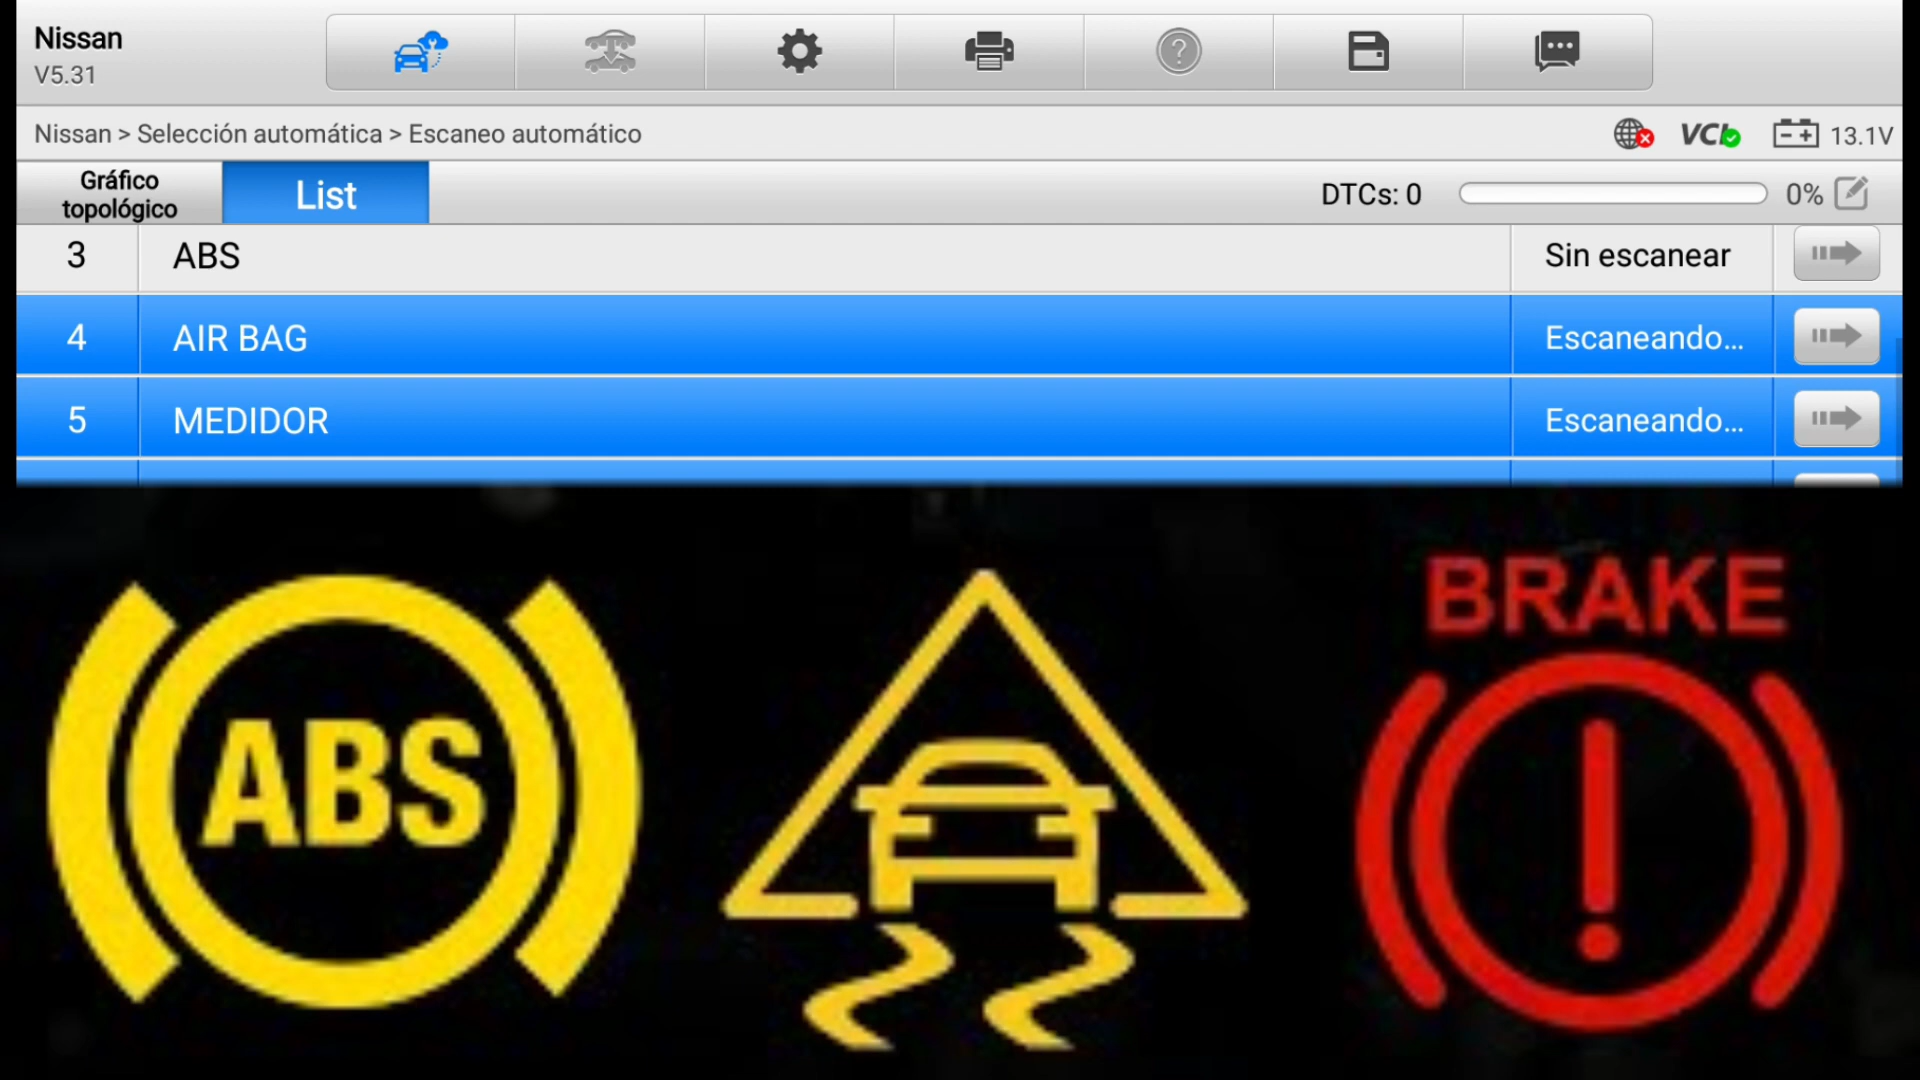 Nissan
V5.31
Nissan > Selección automática > Escaneo automático
VCI
13.1V
Gráfico
topológico
List
DTCs: 0
0%
3 ABS Sin escanear
4 AIR BAG Escaneando...
5 MEDIDOR Escaneando...
ABS
BRAKE
!